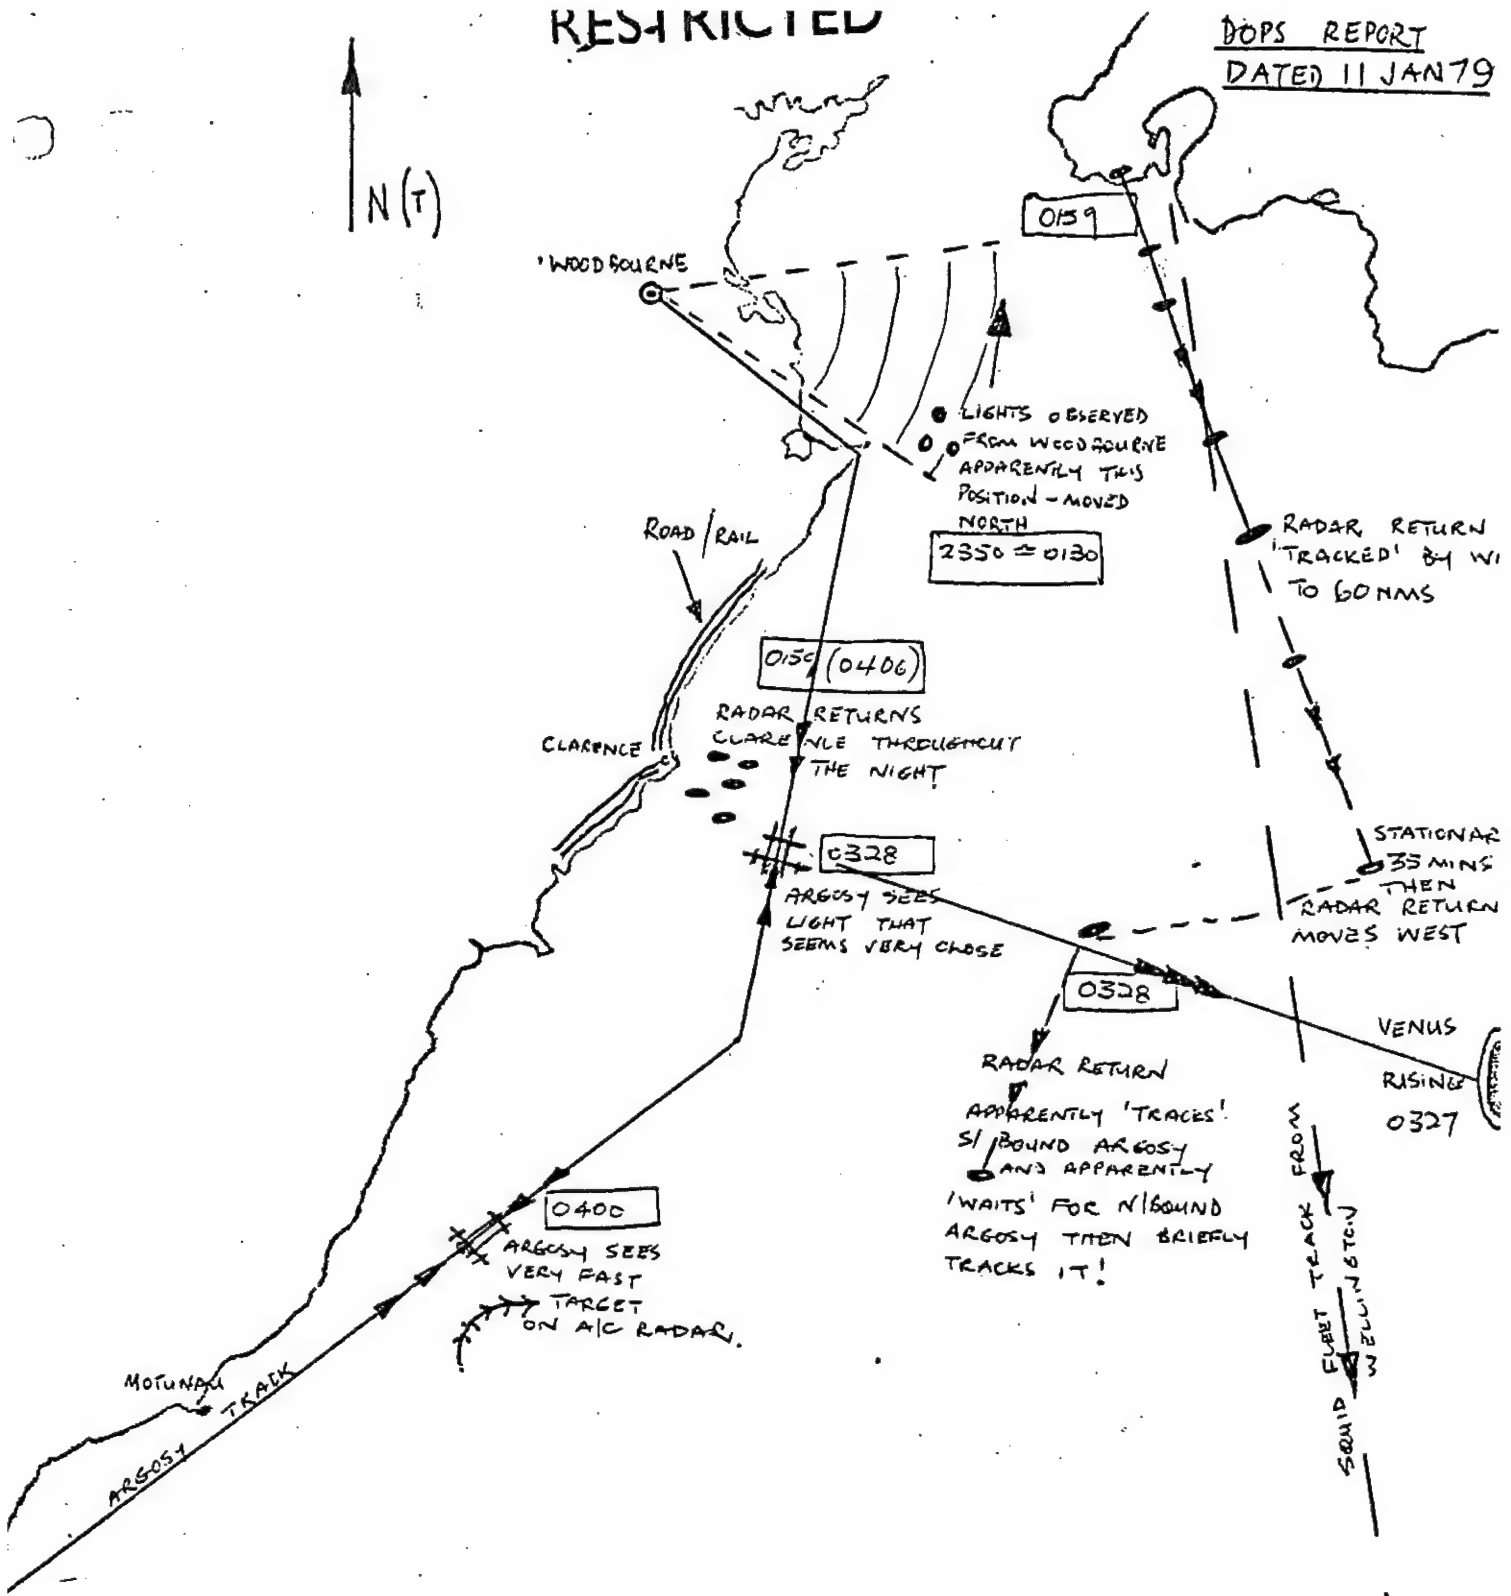 RESTRICTED
DOPS REPORT
DATED 11 JAN 79
N(T)
0159
'WOODBOURNE
LIGHTS OBSERVED
FROM WOODBOURNE
APPARENTLY THIS
POSITION - MOVED
NORTH
2350 = 0130
ROAD/RAIL
RADAR RETURN
'TRACKED' BY
TO 60 NMS
0150 (0406)
RADAR RETURNS
CLARENCE THROUGHOUT
THE NIGHT
CLARENCE
0328
ARGOSY SEES
LIGHT THAT
SEEMS VERY CLOSE
STATIONAR
35 MINS
THEN
RADAR RETURN
MOVES WEST
0328
VENUS
RISING
0327
RADAR RETURN
APPARENTLY 'TRACKS'
S/BOUND ARGOSY
AND APPARENTLY
'WAITS' FOR N/BOUND
ARGOSY THEN BRIEFLY
TRACKS IT!
0400
ARGOSY SEES
VERY FAST
TARGET
ON A/C RADAR.
MOTUNAU
ARGOSY TRACK
SQUID FLEET TRACK FROM
WELLINGTON